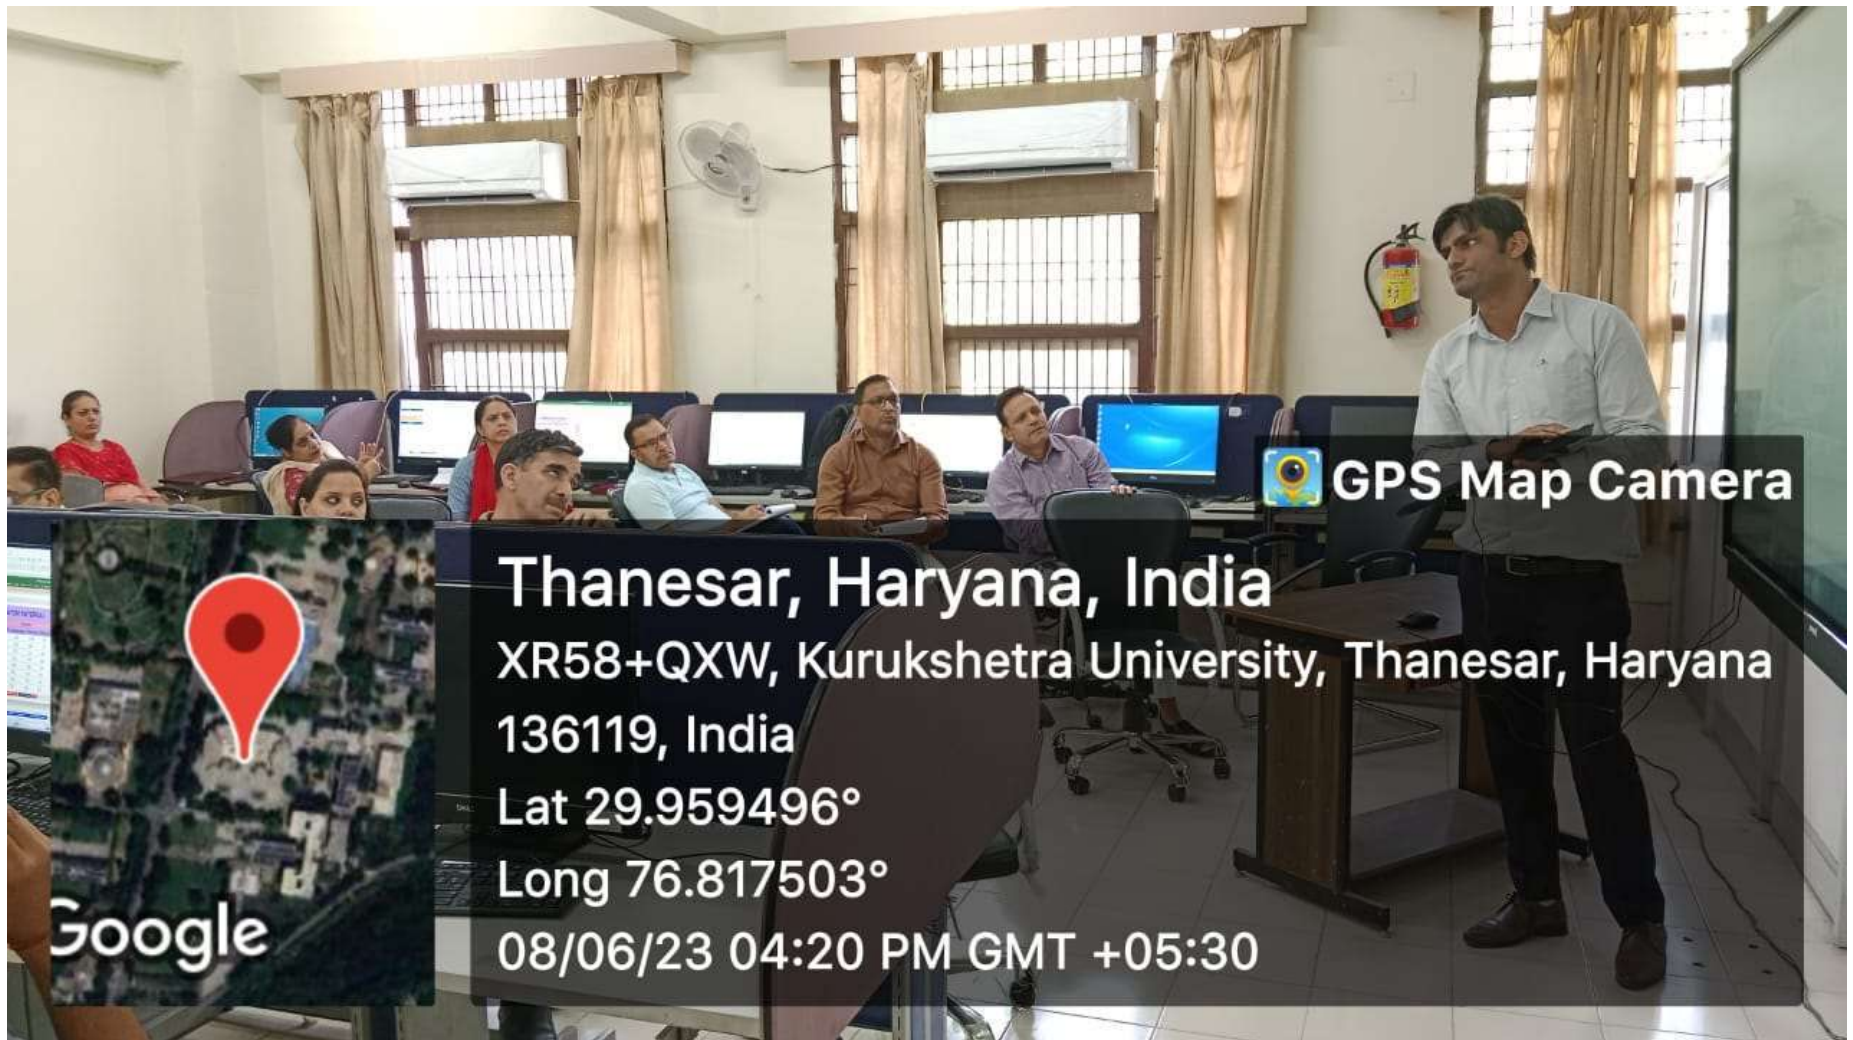 GPS Map Camera
Thanesar, Haryana, India
XR58+QXW, Kurukshetra University, Thanesar, Haryana
136119, India
Lat 29.959496°
Long 76.817503°
08/06/23 04:20 PM GMT +05:30
Google